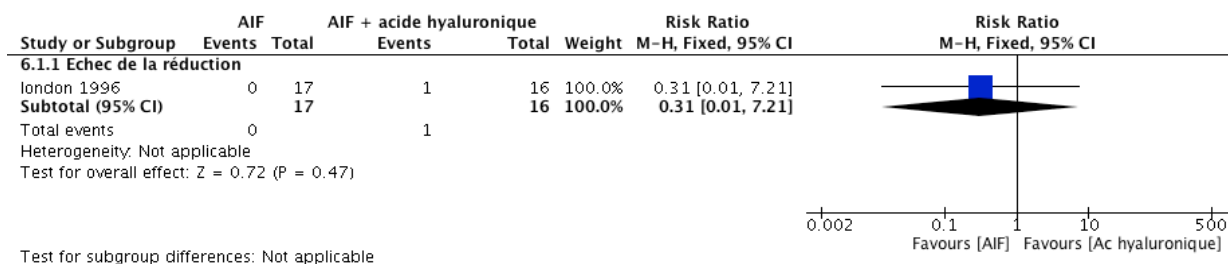 AIF AIF + acide hyaluronique Risk Ratio Risk Ratio
Study or Subgroup Events Total Events Total Weight M-H, Fixed, 95% CI M-H, Fixed, 95% CI
6.1.1 Echec de la réduction
london 1996 0 17 1 16 100.0% 0.31 [0.01, 7.21]
Subtotal (95% CI) 17 16 100.0% 0.31 [0.01, 7.21]
Total events 0 1
Heterogeneity: Not applicable
Test for overall effect: Z = 0.72 (P = 0.47)
0.002 0.1 1 10 500
Favours [AIF] Favours [Ac hyaluronique]
Test for subgroup differences: Not applicable